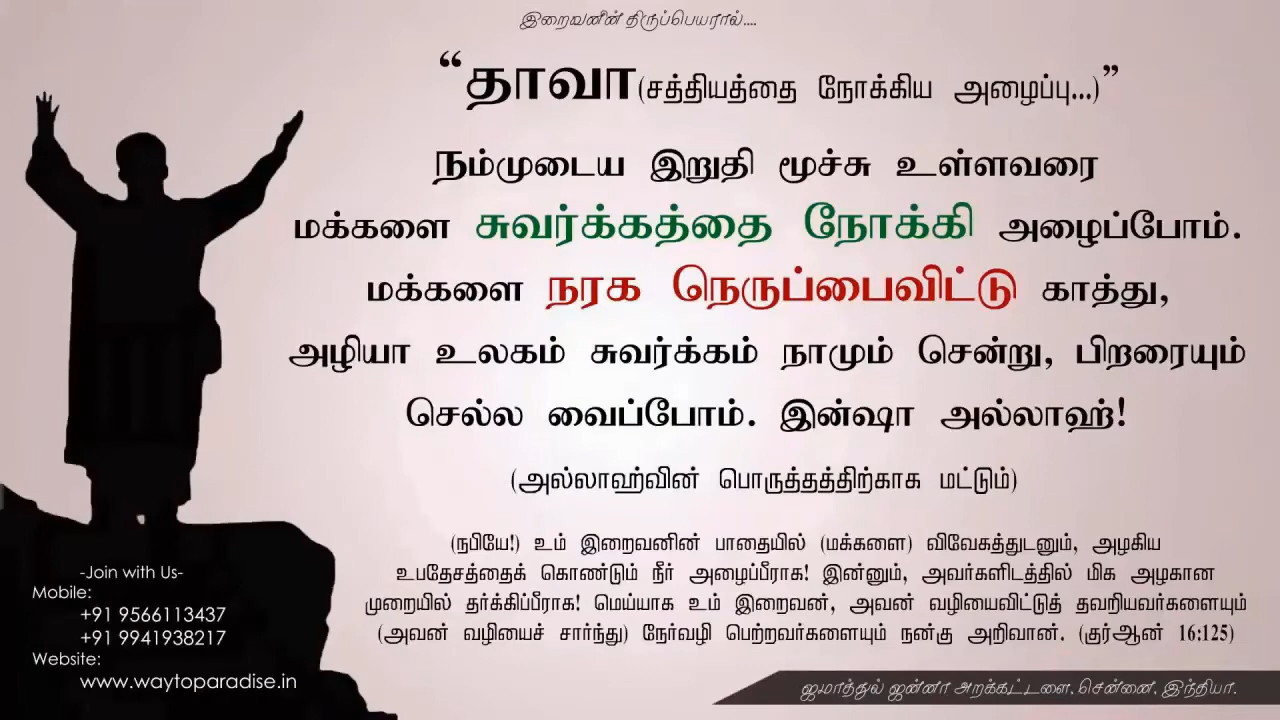 இறைவனின் திருப்பெயரால்....
“தாவா(சத்தியத்தை நோக்கிய அழைப்பு...)”
நம்முடைய இறுதி மூச்சு உள்ளவரை
மக்களை சுவர்க்கத்தை நோக்கி அழைப்போம்.
மக்களை நரக நெருப்பைவிட்டு காத்து,
அழியா உலகம் சுவர்க்கம் நாமும் சென்று, பிறரையும்
செல்ல வைப்போம். இன்ஷா அல்லாஹ்!
(அல்லாஹ்வின் பொருத்தத்திற்காக மட்டும்)
(நபியே!) உம் இறைவனின் பாதையில் (மக்களை) விவேகத்துடனும், அழகிய
உபதேசத்தைக் கொண்டும் நீர் அழைப்பீராக! இன்னும், அவர்களிடத்தில் மிக அழகான
முறையில் தர்க்கிப்பீராக! மெய்யாக உம் இறைவன், அவன் வழியைவிட்டுத் தவறியவர்களையும்
(அவன் வழியைச் சார்ந்து) நேர்வழி பெற்றவர்களையும் நன்கு அறிவான். (குர்ஆன் 16:125)
-Join with Us-
Mobile:
+91 9566113437
+91 9941938217
Website:
www.waytoparadise.in
ஜமாத்துல் ஜன்னா அறக்கட்டளை, சென்னை, இந்தியா.